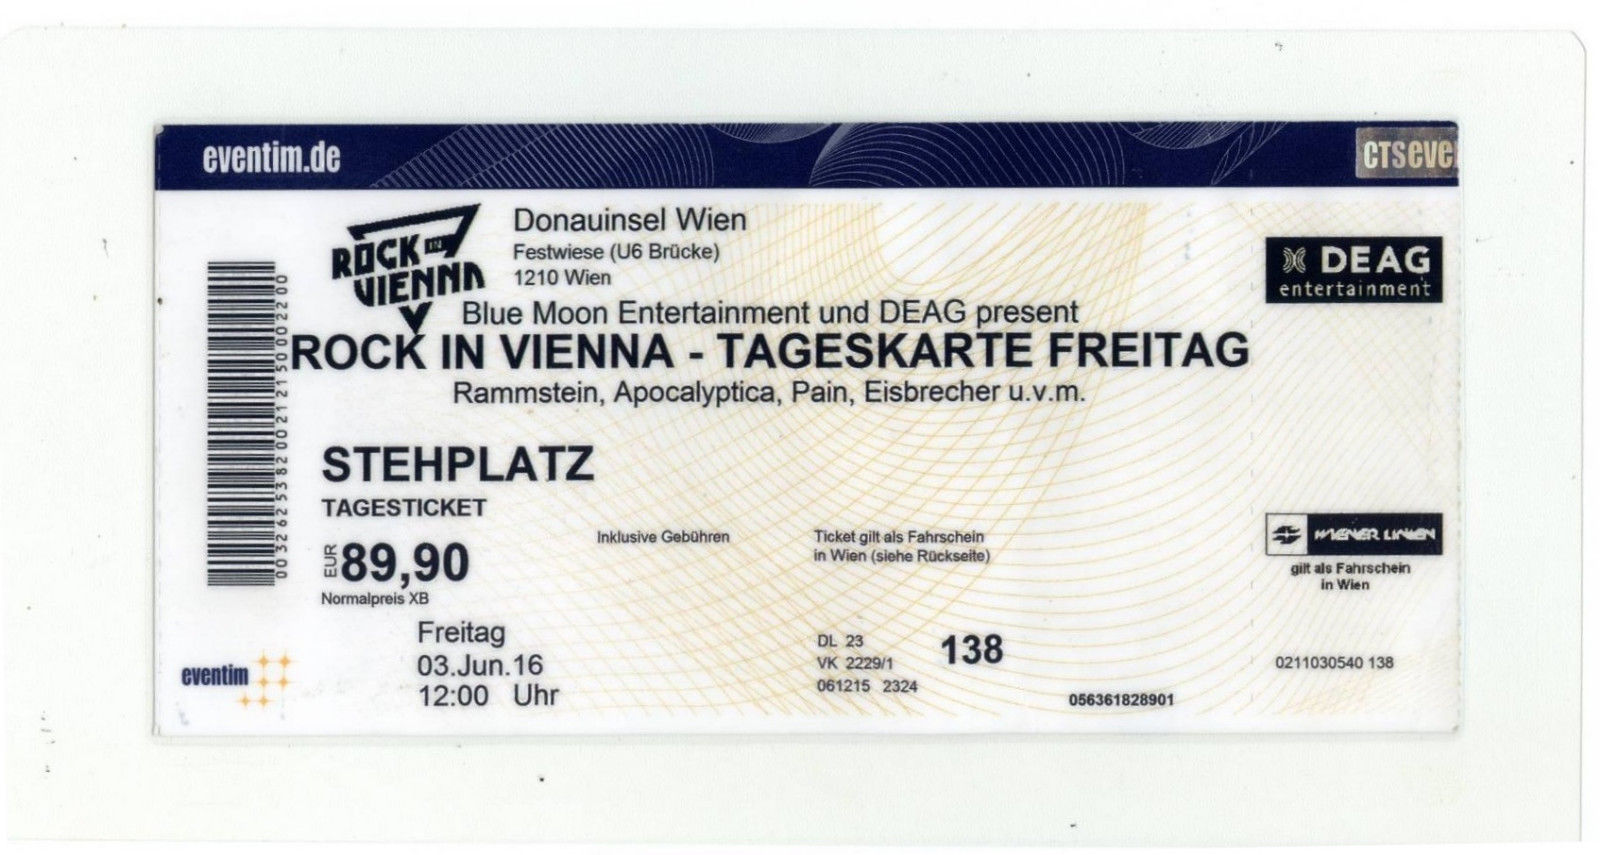 eventim.de
CTSeve
ROCK IN VIENNA
Donauinsel Wien
Festwiese (U6 Brücke)
1210 Wien
DEAG
entertainment
Blue Moon Entertainment und DEAG present
ROCK IN VIENNA - TAGESKARTE FREITAG
Rammstein, Apocalyptica, Pain, Eisbrecher u.v.m.
STEHPLATZ
TAGESTICKET
Inklusive Gebühren
Ticket gilt als Fahrschein
in Wien (siehe Rückseite)
EUR 89,90
Normalpreis XB
WIENER LINIEN
gilt als Fahrschein
in Wien
Freitag
03.Jun.16
12:00 Uhr
eventim
DL 23
VK 2229/1
061215 2324
138
056361828901
0211030540 138
003262538200212150002200